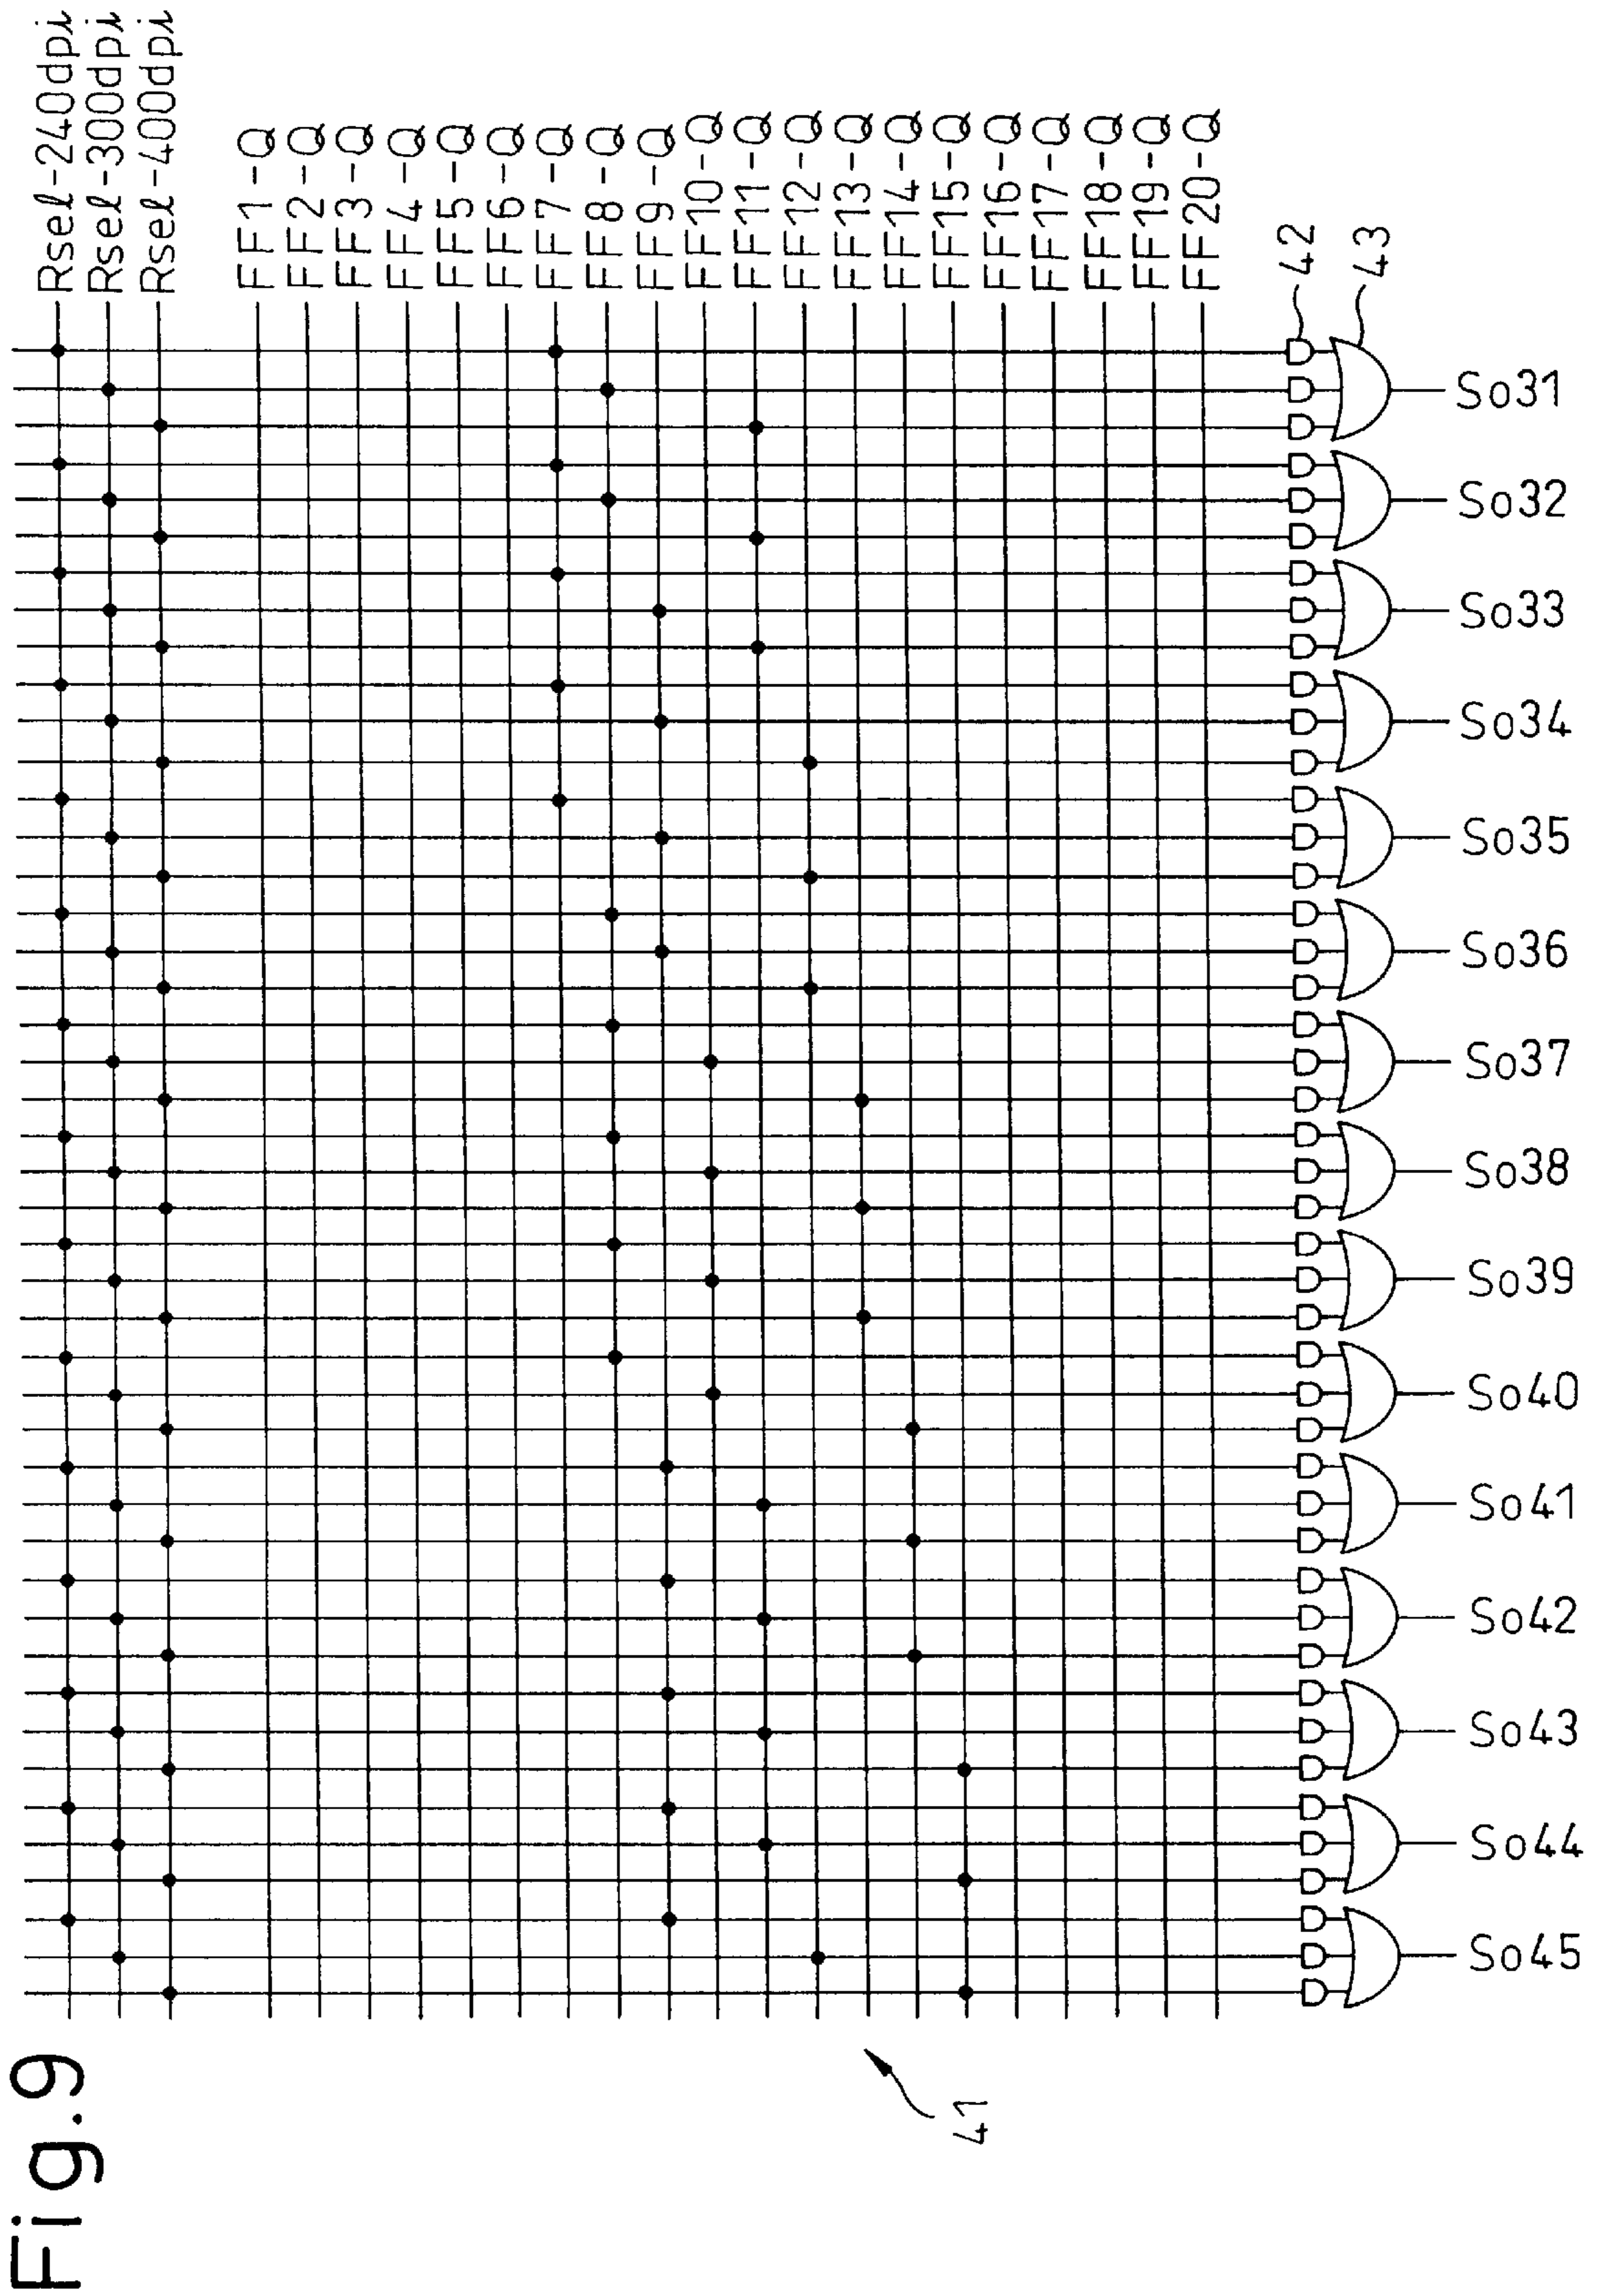 Fig.9
Rsel-240dpi
Rsel-300dpi
Rsel-400dpi
FF1-Q
FF2-Q
FF3-Q
FF4-Q
FF5-Q
FF6-Q
FF7-Q
FF8-Q
FF9-Q
FF10-Q
FF11-Q
FF12-Q
FF13-Q
FF14-Q
FF15-Q
FF16-Q
FF17-Q
FF18-Q
FF19-Q
FF20-Q
42
43
So31
So32
So33
So34
So35
So36
So37
So38
So39
So40
So41
So42
So43
So44
So45
41